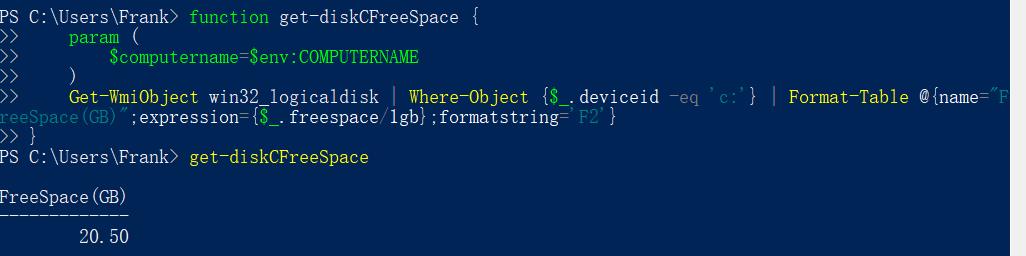 PS C:\Users\Frank> function get-diskCFreeSpace {
>>     param (
>>         $computername=$env:COMPUTERNAME
>>     )
>>     Get-WmiObject win32_logicaldisk | Where-Object {$_.deviceid -eq 'c:'} | Format-Table @{name="F
reeSpace(GB)";expression={$_.freespace/1gb};formatstring='F2'}
>> }
PS C:\Users\Frank> get-diskCFreeSpace
FreeSpace(GB)
-------------
20.50